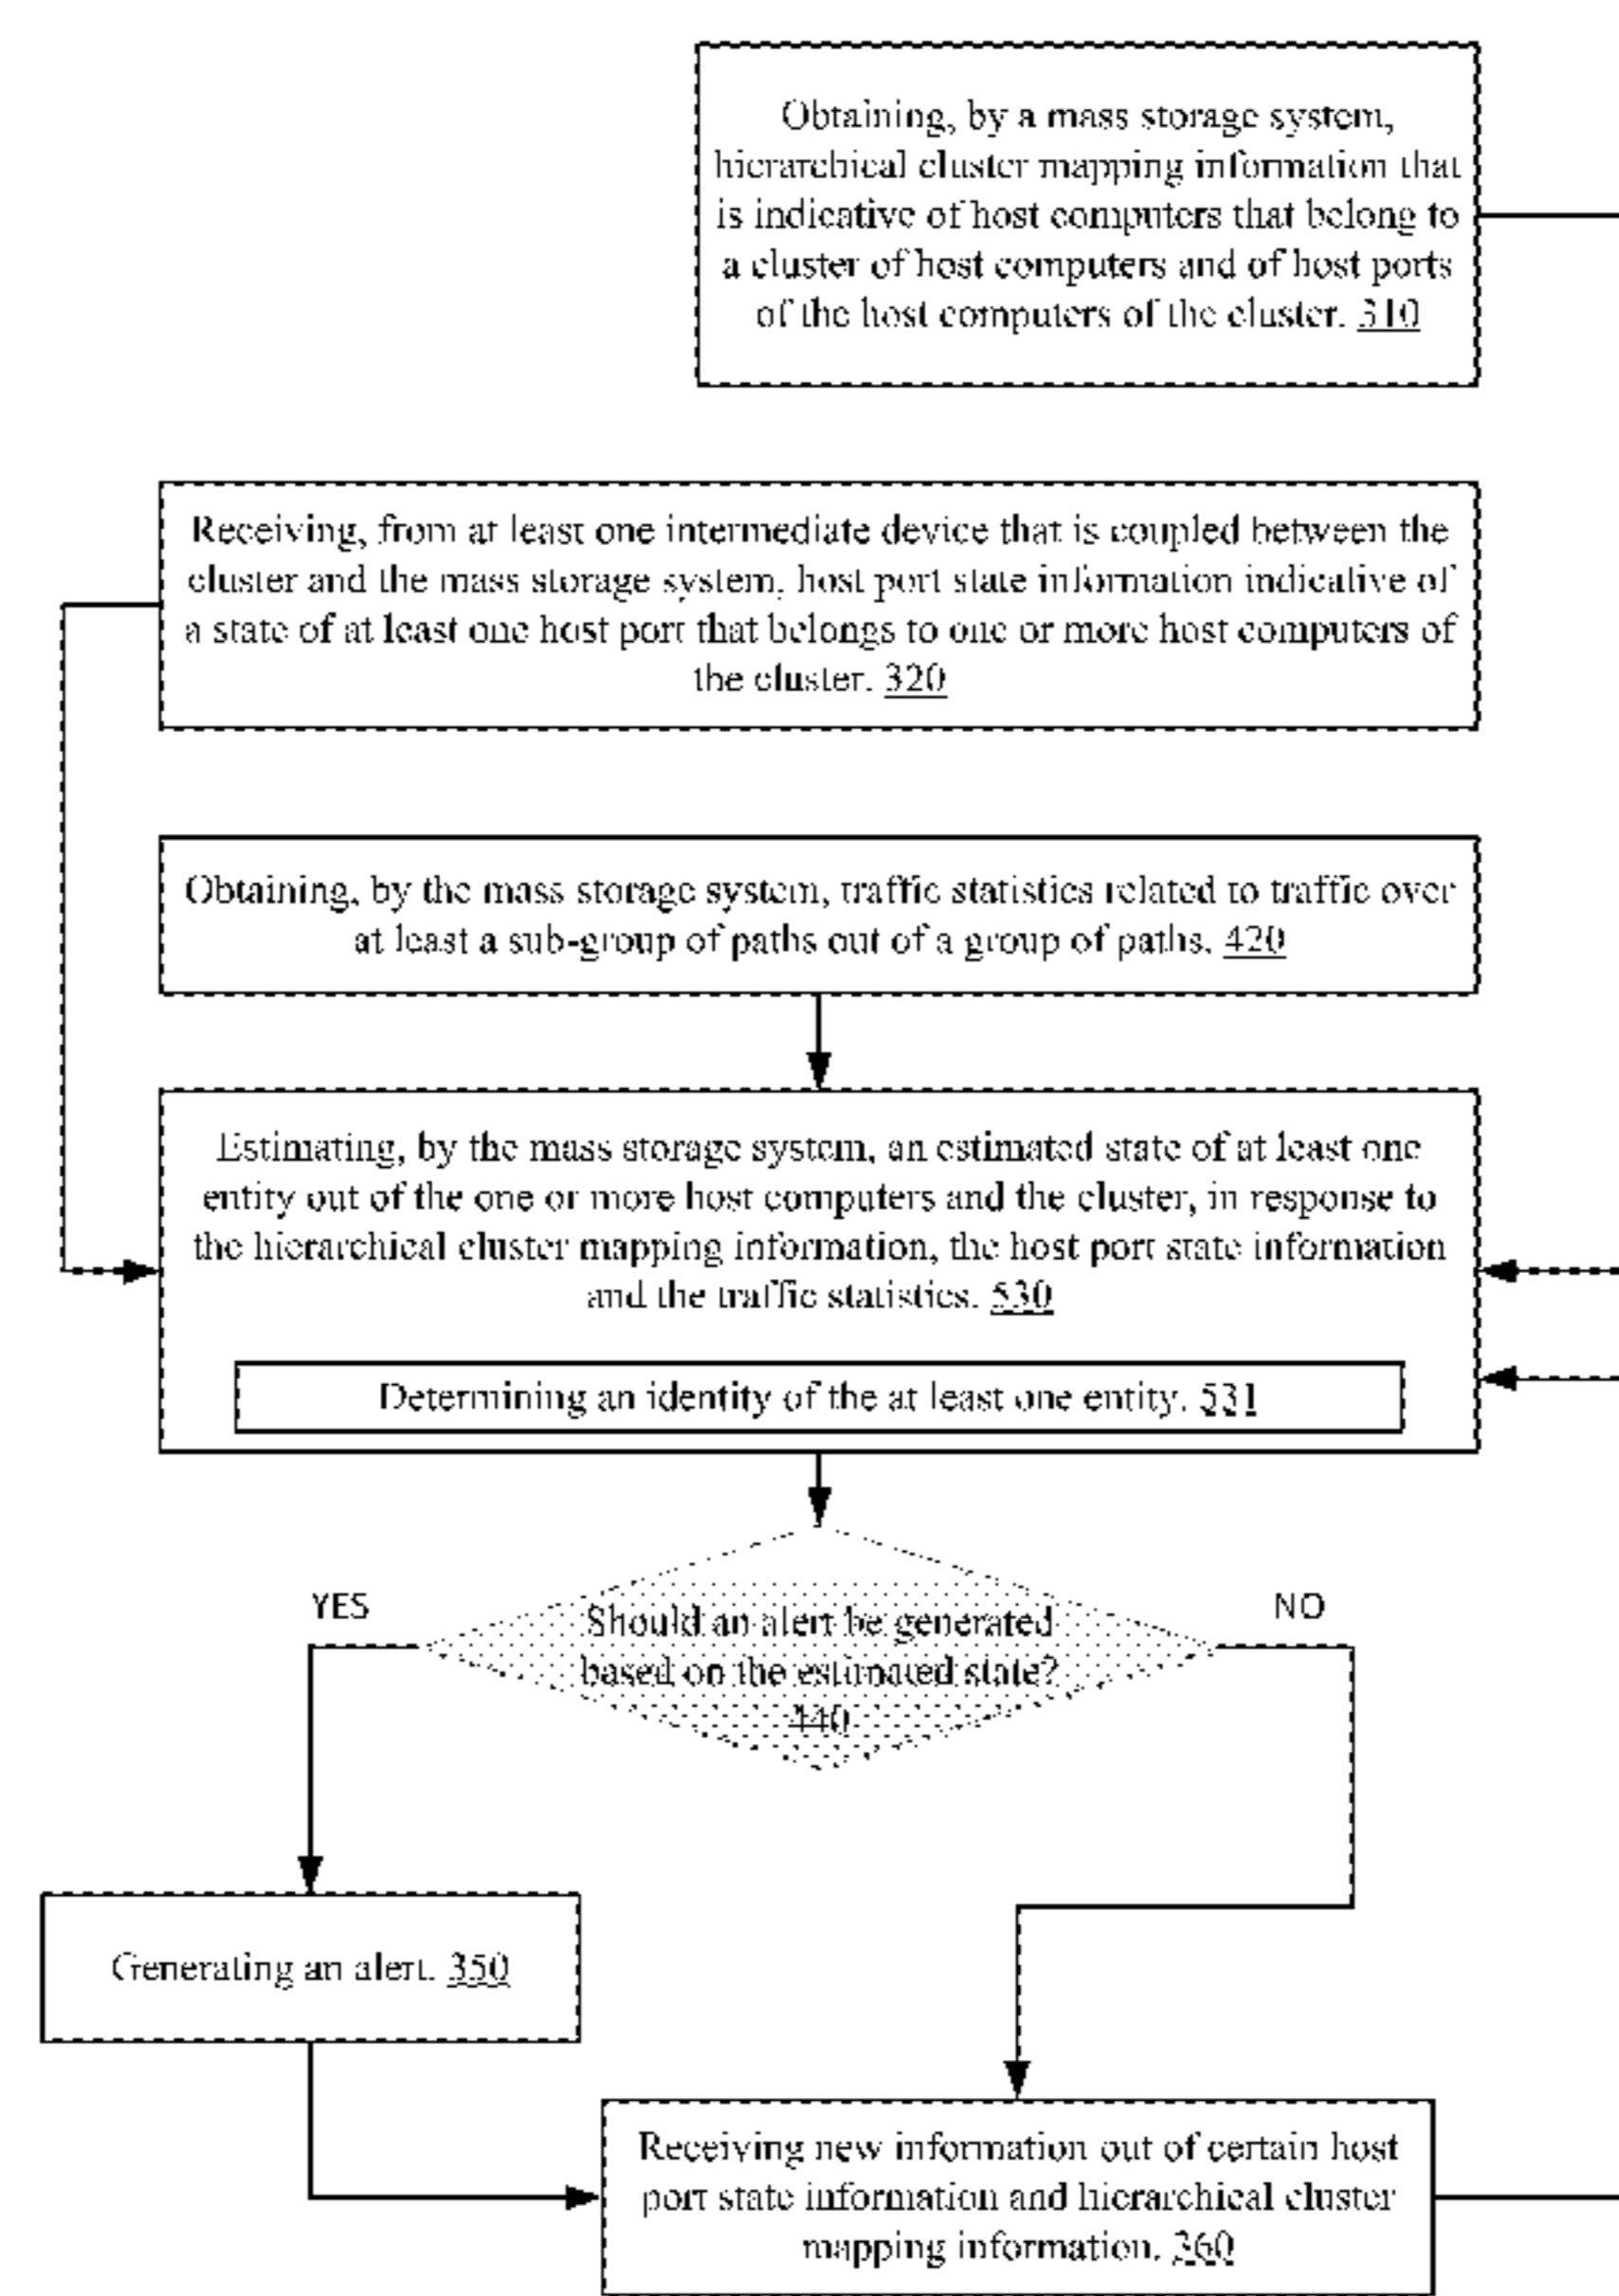 Obtaining, by a mass storage system,
hierarchical cluster mapping information that
is indicative of host computers that belong to
a cluster of host computers and of host ports
of the host computers of the cluster. 310
Receiving, from at least one intermediate device that is coupled between the
cluster and the mass storage system, host port state information indicative of
a state of at least one host port that belongs to one or more host computers of
the cluster. 320
Obtaining, by the mass storage system, traffic statistics related to traffic over
at least a sub-group of paths out of a group of paths. 420
Estimating, by the mass storage system, an estimated state of at least one
entity out of the one or more host computers and the cluster, in response to
the hierarchical cluster mapping information, the host port state information
and the traffic statistics. 530
Determining an identity of the at least one entity. 531
YES
NO
Should an alert be generated
based on the estimated state?
440
Generating an alert. 350
Receiving new information out of certain host
port state information and hierarchical cluster
mapping information. 360